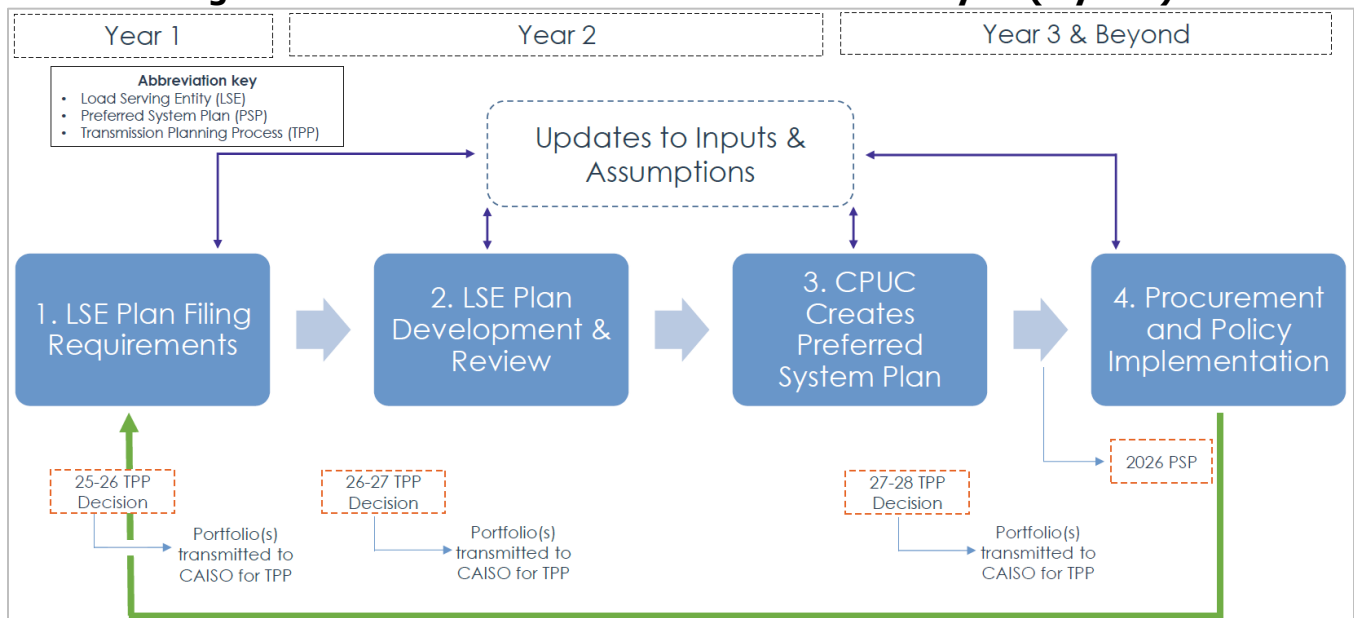 Year 1
Year 2
Year 3 & Beyond
Abbreviation key
• Load Serving Entity (LSE)
• Preferred System Plan (PSP)
• Transmission Planning Process (TPP)
Updates to Inputs &
Assumptions
1. LSE Plan Filing
Requirements
2. LSE Plan
Development &
Review
3. CPUC
Creates
Preferred
System Plan
4. Procurement
and Policy
Implementation
25-26 TPP
Decision
Portfolio(s)
transmitted to
CAISO for TPP
26-27 TPP
Decision
Portfolio(s)
transmitted to
CAISO for TPP
27-28 TPP
Decision
Portfolio(s)
transmitted to
CAISO for TPP
2026 PSP